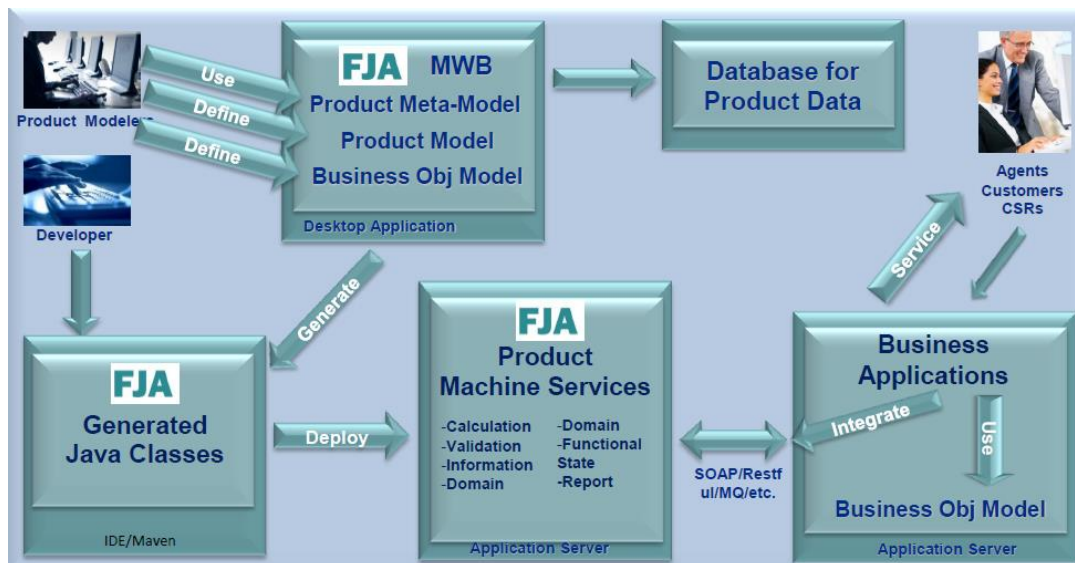 Product Modelers
Developer
Use
Define
Define
FJA MWB
Product Meta-Model
Product Model
Business Obj Model
Desktop Application
Database for
Product Data
Agents
Customers
CSRs
Service
Generate
FJA
Generated
Java Classes
IDE/Maven
Deploy
FJA
Product
Machine Services
-Calculation
-Validation
-Information
-Domain
-Domain
-Functional
State
-Report
Application Server
SOAP/Restf
ul/MQ/etc.
Business
Applications
Integrate
Use
Business Obj Model
Application Server